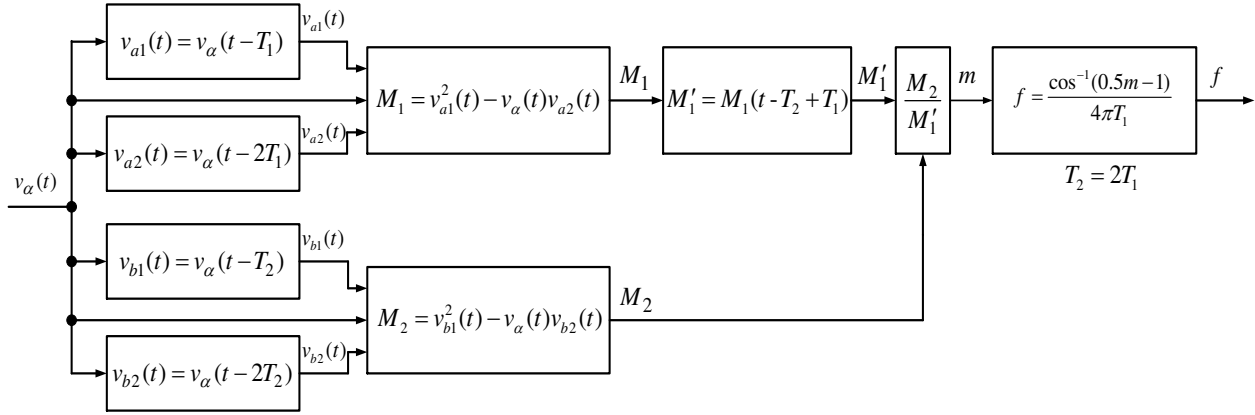 v_α(t)
v_{a1}(t) = v_α(t−T_1)
v_{a1}(t)
v_{a2}(t) = v_α(t−2T_1)
v_{a2}(t)
M_1 = v_{a1}^2(t) − v_α(t)v_{a2}(t)
M_1
M_1′ = M_1(t - T_2 + T_1)
M_1′
M_2
M_1′
m
f = cos^{−1}(0.5m−1) / 4πT_1
f
T_2 = 2T_1
v_{b1}(t) = v_α(t−T_2)
v_{b1}(t)
v_{b2}(t) = v_α(t−2T_2)
v_{b2}(t)
M_2 = v_{b1}^2(t) − v_α(t)v_{b2}(t)
M_2